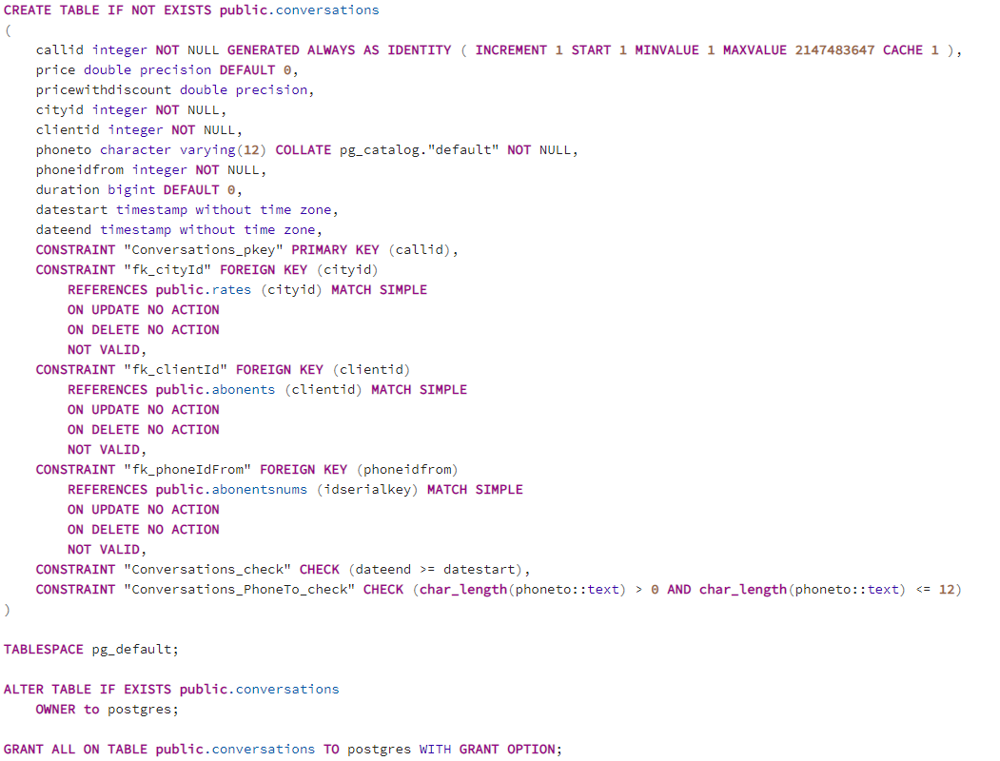 CREATE TABLE IF NOT EXISTS public.conversations
(
    callid integer NOT NULL GENERATED ALWAYS AS IDENTITY ( INCREMENT 1 START 1 MINVALUE 1 MAXVALUE 2147483647 CACHE 1 ),
    price double precision DEFAULT 0,
    pricewithdiscount double precision,
    cityid integer NOT NULL,
    clientid integer NOT NULL,
    phoneto character varying(12) COLLATE pg_catalog."default" NOT NULL,
    phoneidfrom integer NOT NULL,
    duration bigint DEFAULT 0,
    datestart timestamp without time zone,
    dateend timestamp without time zone,
    CONSTRAINT "Conversations_pkey" PRIMARY KEY (callid),
    CONSTRAINT "fk_cityId" FOREIGN KEY (cityid)
        REFERENCES public.rates (cityid) MATCH SIMPLE
        ON UPDATE NO ACTION
        ON DELETE NO ACTION
        NOT VALID,
    CONSTRAINT "fk_clientId" FOREIGN KEY (clientid)
        REFERENCES public.abonents (clientid) MATCH SIMPLE
        ON UPDATE NO ACTION
        ON DELETE NO ACTION
        NOT VALID,
    CONSTRAINT "fk_phoneIdFrom" FOREIGN KEY (phoneidfrom)
        REFERENCES public.abonentsnums (idserialkey) MATCH SIMPLE
        ON UPDATE NO ACTION
        ON DELETE NO ACTION
        NOT VALID,
    CONSTRAINT "Conversations_check" CHECK (dateend >= datestart),
    CONSTRAINT "Conversations_PhoneTo_check" CHECK (char_length(phoneto::text) > 0 AND char_length(phoneto::text) <= 12)
)
TABLESPACE pg_default;
ALTER TABLE IF EXISTS public.conversations
    OWNER to postgres;
GRANT ALL ON TABLE public.conversations TO postgres WITH GRANT OPTION;